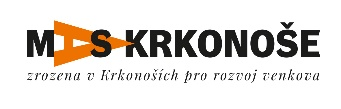 MAS KRKONOŠE
zrozena v Krkonoších pro rozvoj venkova